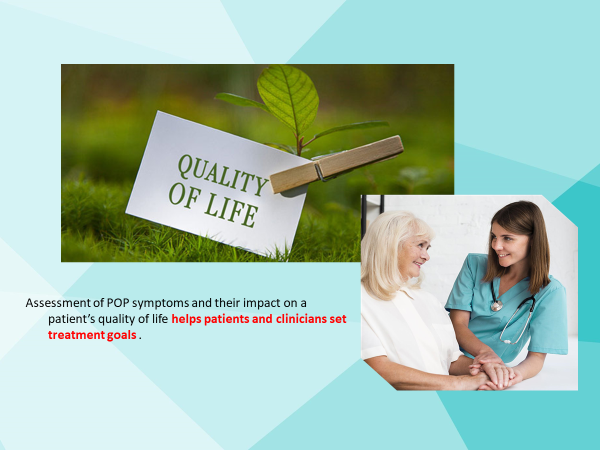 QUALITY
OF LIFE
Assessment of POP symptoms and their impact on a
patient’s quality of life helps patients and clinicians set
treatment goals .